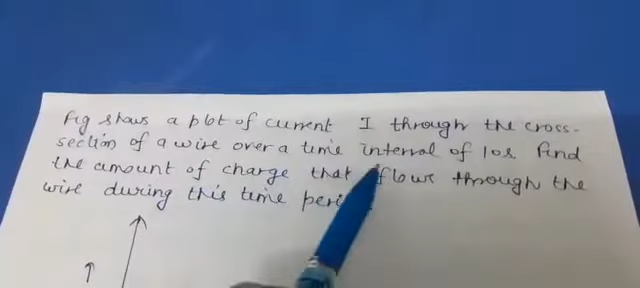 Fig shows a plot of current I through the cross-
section of a wire over a time interval of 10s Find
the amount of charge that flows through the
wire during this time